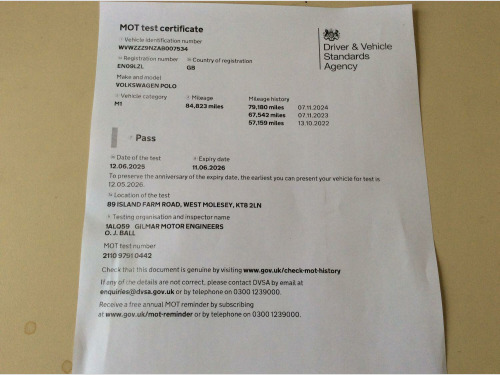 MOT test certificate
Vehicle identification number
WVWZZZ9NZAB007534
Registration number
Country of registration
EN09LZL
GB
Make and model
VOLKSWAGEN POLO
Vehicle category
Mileage
Mileage history
M1
84,823 miles
79,180 miles 07.11.2024
67,542 miles 07.11.2023
57,159 miles 13.10.2022
Driver & Vehicle
Standards
Agency
Pass
Date of the test
Expiry date
12.06.2025
11.06.2026
To preserve the anniversary of the expiry date, the earliest you can present your vehicle for test is
12.05.2026.
Location of the test
89 ISLAND FARM ROAD, WEST MOLESEY, KT8 2LN
Testing organisation and inspector name
1AL059 GILMAR MOTOR ENGINEERS
O. J. BALL
MOT test number
2110 9791 0442
Check that this document is genuine by visiting www.gov.uk/check-mot-history
If any of the details are not correct, please contact DVSA by email at
enquiries@dvsa.gov.uk or by telephone on 0300 1239000.
Receive a free annual MOT reminder by subscribing
at www.gov.uk/mot-reminder or by telephone on 0300 1239000.